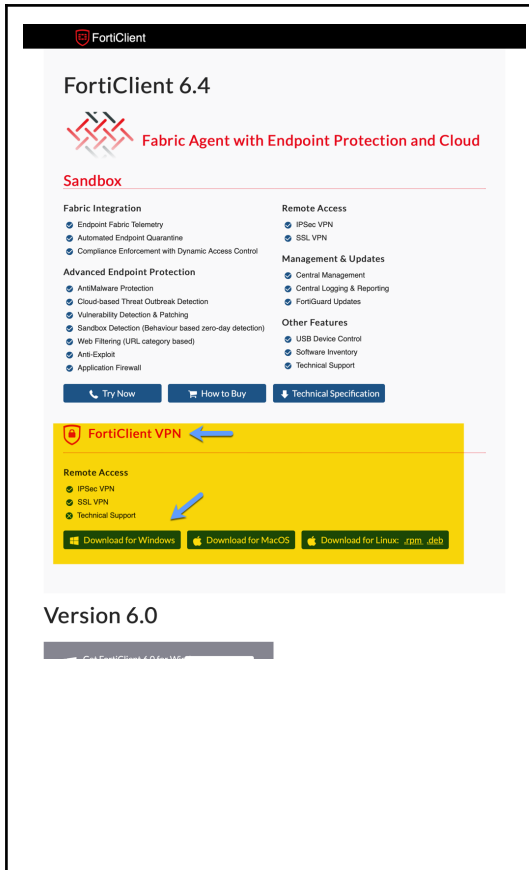 FortiClient
FortiClient 6.4
Fabric Agent with Endpoint Protection and Cloud
Sandbox
Fabric Integration
Endpoint Fabric Telemetry
Automated Endpoint Quarantine
Compliance Enforcement with Dynamic Access Control
Advanced Endpoint Protection
AntiMalware Protection
Cloud-based Threat Outbreak Detection
Vulnerability Detection & Patching
Sandbox Detection (Behaviour based zero-day detection)
Web Filtering (URL category based)
Anti-Exploit
Application Firewall
Remote Access
IPSec VPN
SSL VPN
Management & Updates
Central Management
Central Logging & Reporting
FortiGuard Updates
Other Features
USB Device Control
Software Inventory
Technical Support
Try Now
How to Buy
Technical Specification
FortiClient VPN
Remote Access
IPSec VPN
SSL VPN
Technical Support
Download for Windows
Download for MacOS
Download for Linux: .rpm .deb
Version 6.0
Get FortiClient 6.0 for